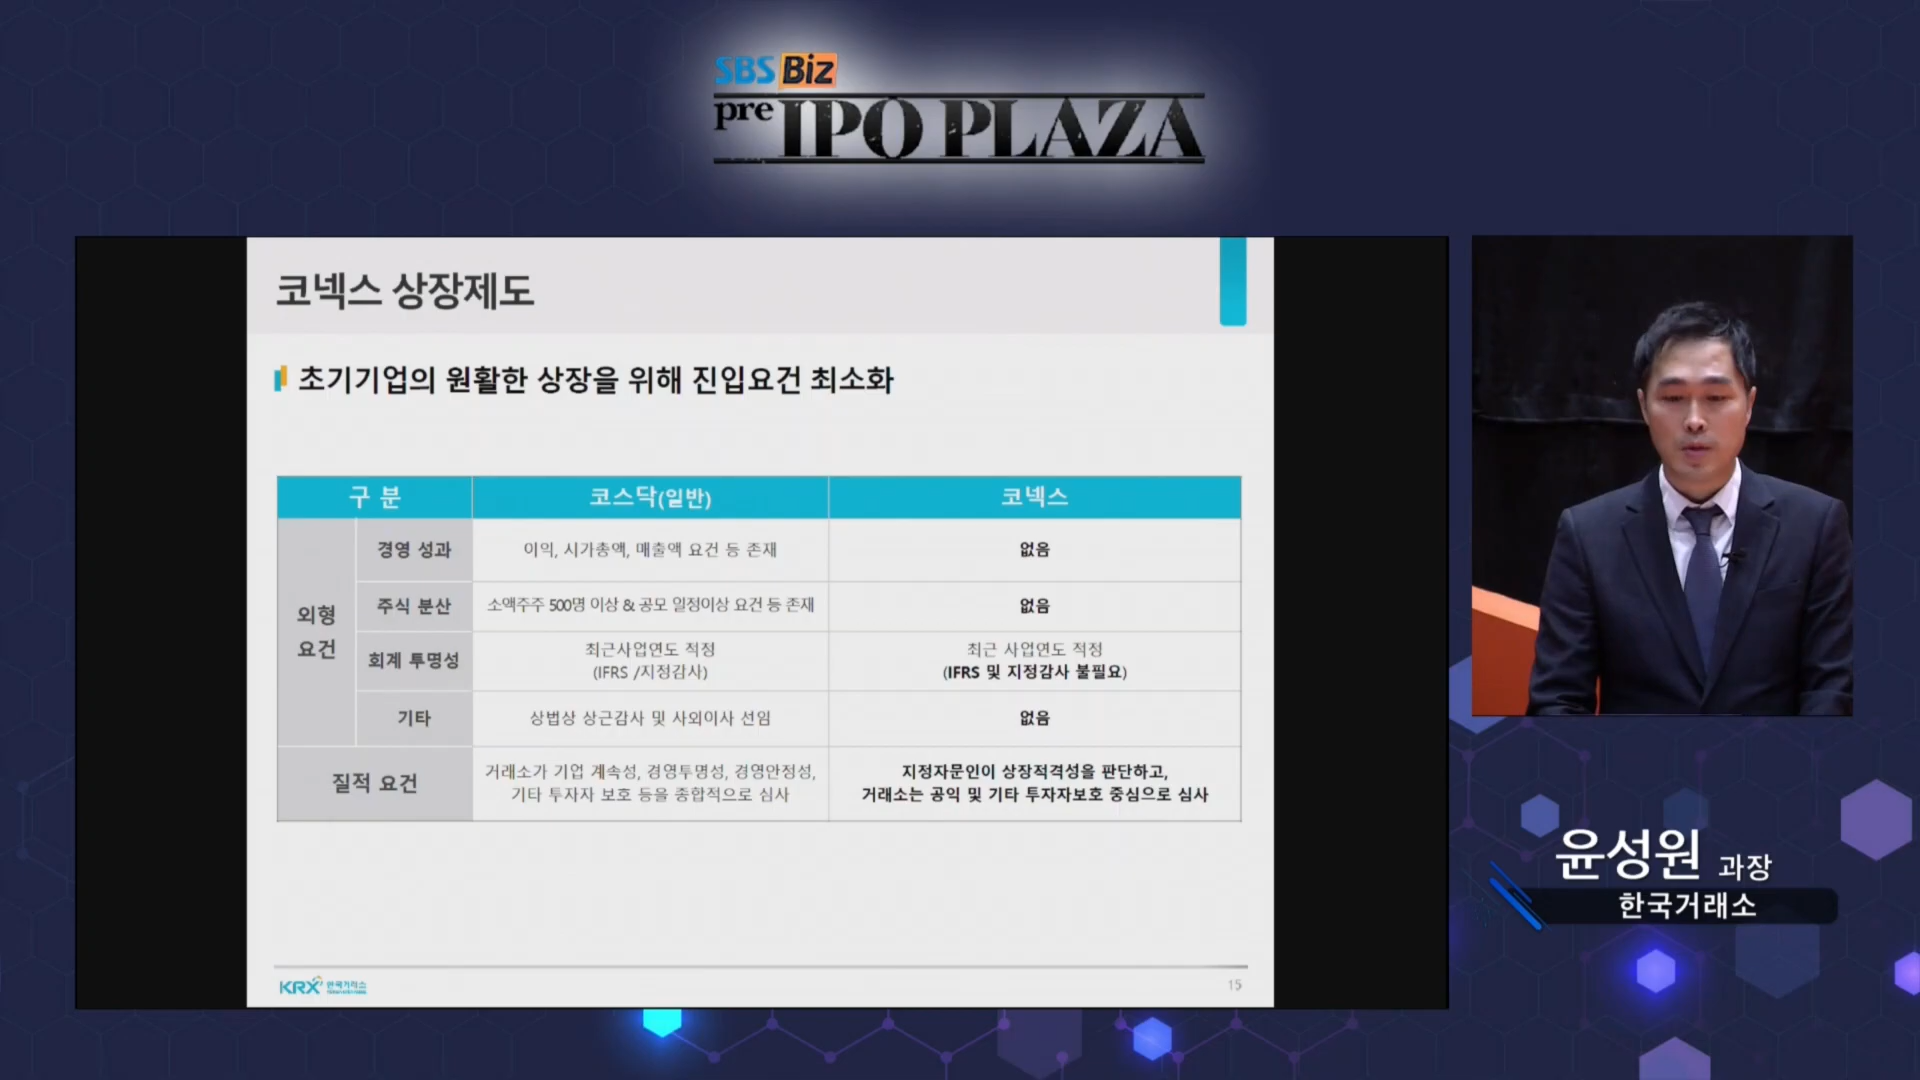 SBS Biz
pre IPO PLAZA
코넥스 상장제도
초기기업의 원활한 상장을 위해 진입요건 최소화
구 분
코스닥(일반)
코넥스
외형
요건
경영 성과
이익, 시가총액, 매출액 요건 등 존재
없음
주식 분산
소액주주 500명 이상 & 공모 일정이상 요건 등 존재
없음
회계 투명성
최근사업연도 적정
(IFRS /지정감사)
최근 사업연도 적정
(IFRS 및 지정감사 불필요)
기타
상법상 상근감사 및 사외이사 선임
없음
질적 요건
거래소가 기업 계속성, 경영투명성, 경영안정성,
기타 투자자 보호 등을 종합적으로 심사
지정자문인이 상장적격성을 판단하고,
거래소는 공익 및 기타 투자자보호 중심으로 심사
KRX 한국거래소
15
윤성원 과장
한국거래소